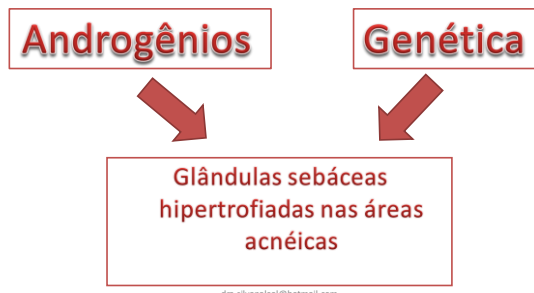 Androgênios
Genética
Glândulas sebáceas
hipertrofiadas nas áreas
acnéicas